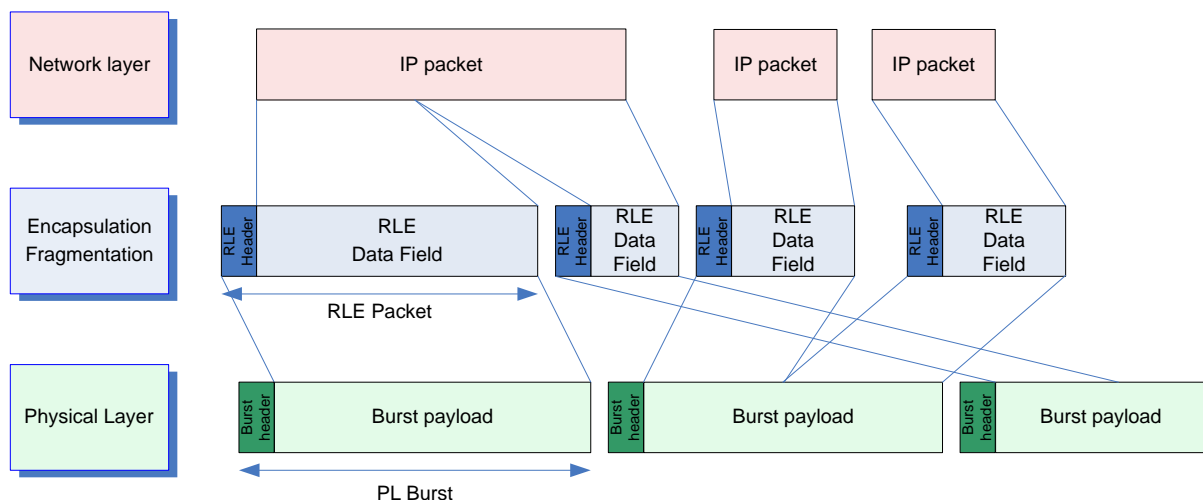 Network layer
IP packet
IP packet
IP packet
Encapsulation
Fragmentation
RLE
Header
RLE
Data Field
RLE
Header
RLE
Data
Field
RLE
Header
RLE
Data
Field
RLE
Header
RLE
Data
Field
RLE Packet
Physical Layer
Burst
header
Burst payload
Burst
header
Burst payload
Burst
header
Burst payload
PL Burst